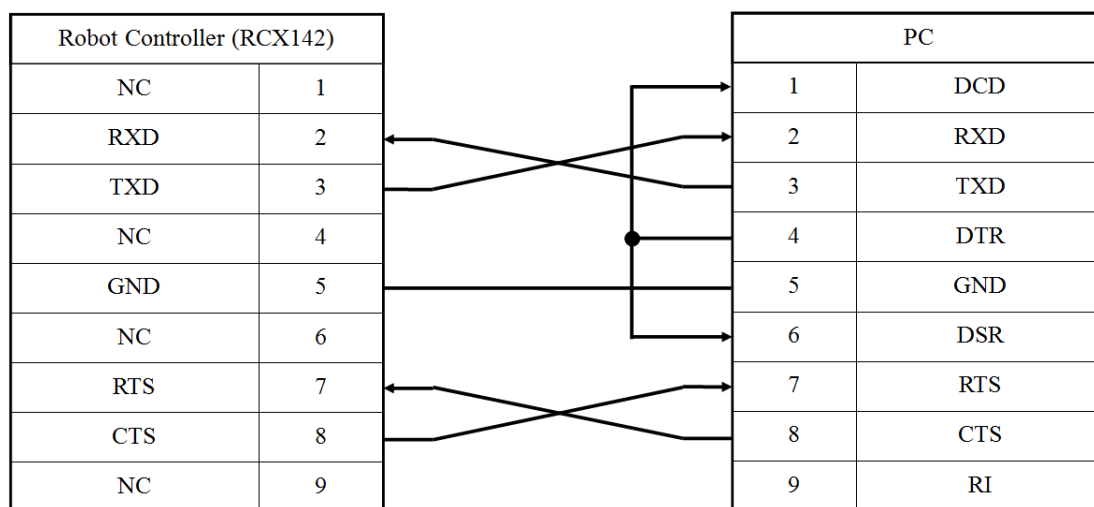 Robot Controller (RCX142)
NC 1
RXD 2
TXD 3
NC 4
GND 5
NC 6
RTS 7
CTS 8
NC 9
PC
1 DCD
2 RXD
3 TXD
4 DTR
5 GND
6 DSR
7 RTS
8 CTS
9 RI